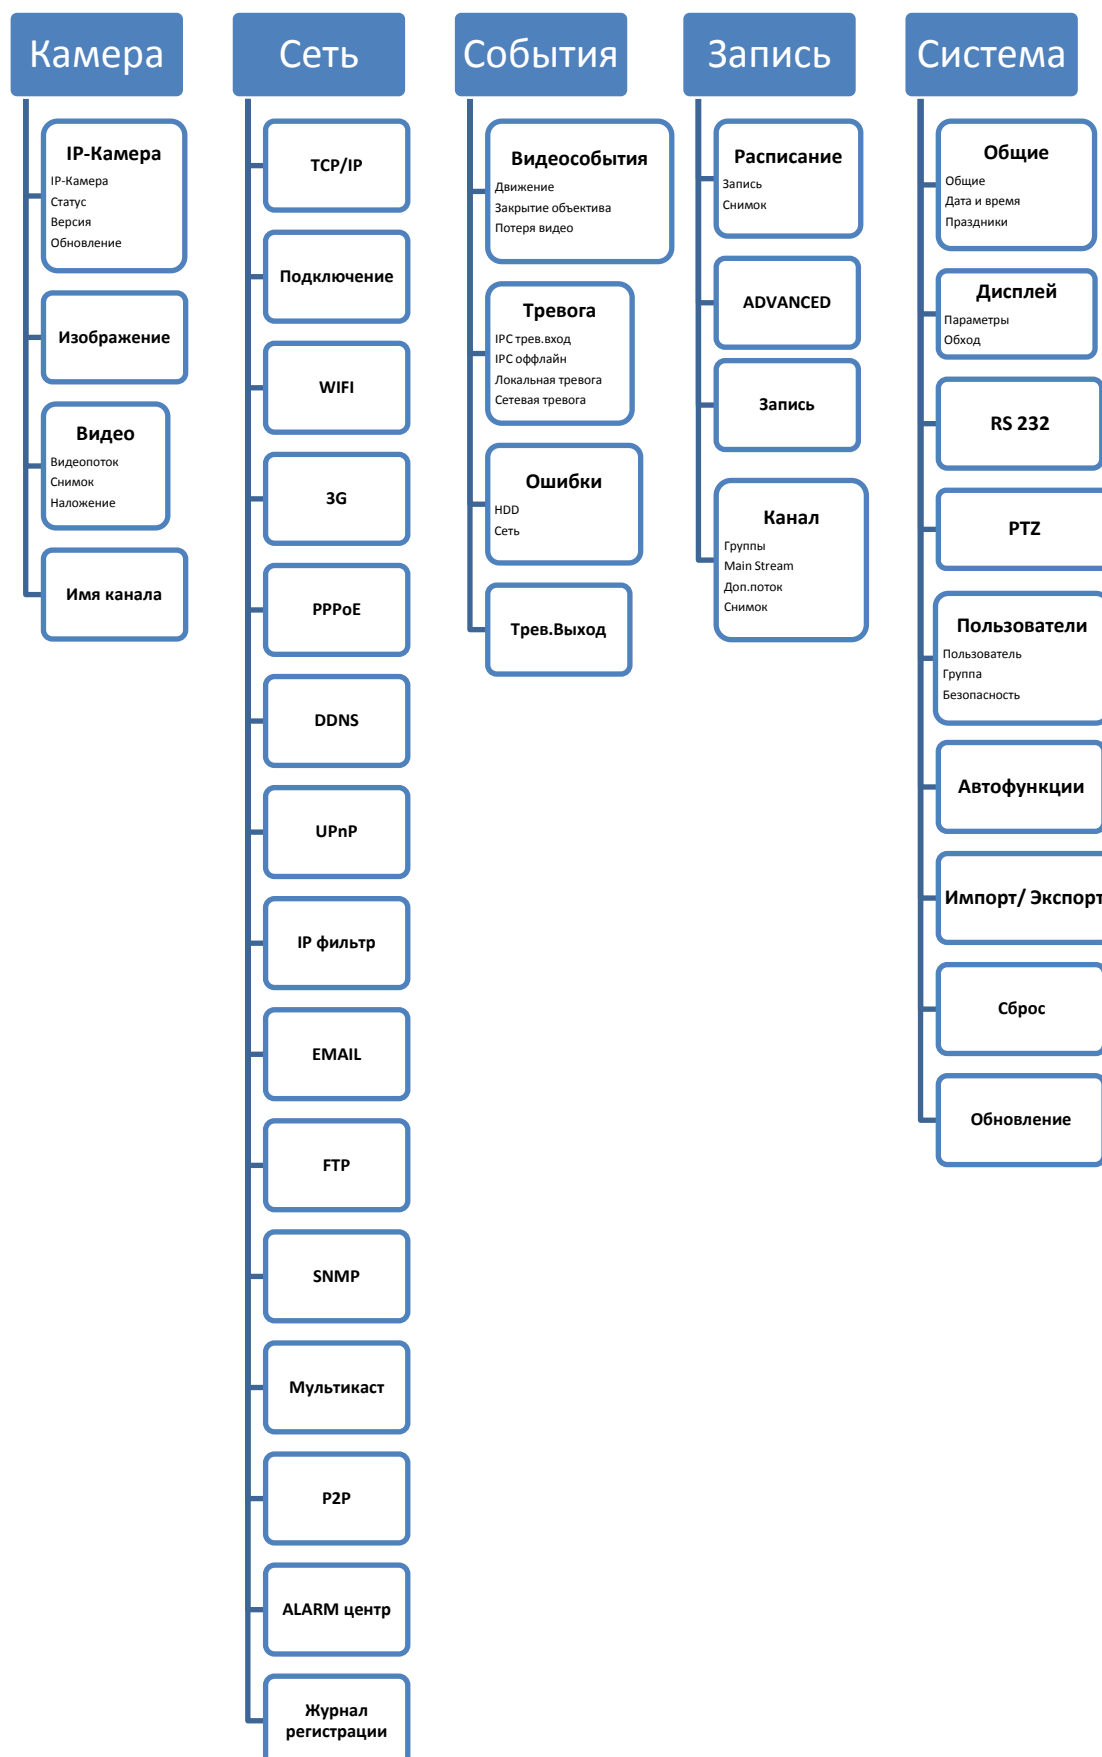 Камера
IP-Камера
IP-Камера
Статус
Версия
Обновление
Изображение
Видео
Видеопоток
Снимок
Наложение
Имя канала
Сеть
TCP/IP
Подключение
WIFI
3G
PPPoE
DDNS
UPnP
IP фильтр
EMAIL
FTP
SNMP
Мультикаст
P2P
ALARM центр
Журнал
регистрации
События
Видеособытия
Движение
Закрытие объектива
Потеря видео
Тревога
IPC трев.вход
IPC оффлайн
Локальная тревога
Сетевая тревога
Ошибки
HDD
Сеть
Трев.Выход
Запись
Расписание
Запись
Снимок
ADVANCED
Запись
Канал
Группы
Main Stream
Доп.поток
Снимок
Система
Общие
Общие
Дата и время
Праздники
Дисплей
Параметры
Обход
RS 232
PTZ
Пользователи
Пользователь
Группа
Безопасность
Автофункции
Импорт/ Экспорт
Сброс
Обновление